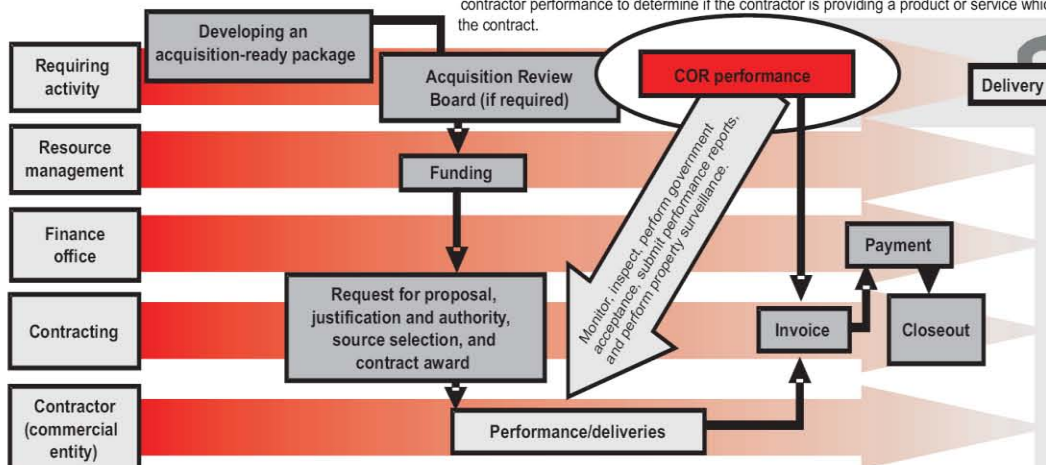 contractor performance to determine if the contractor is providing a product or service
the contract.
Developing an
acquisition-ready package
Requiring
activity
Acquisition Review
Board (if required)
COR performance
Delivery
Resource
management
Funding
Monitor, inspect, perform government
acceptance, submit performance reports,
and perform property surveillance.
Finance
office
Payment
Contracting
Request for proposal,
justification and authority,
source selection, and
contract award
Invoice
Closeout
Contractor
(commercial
entity)
Performance/deliveries